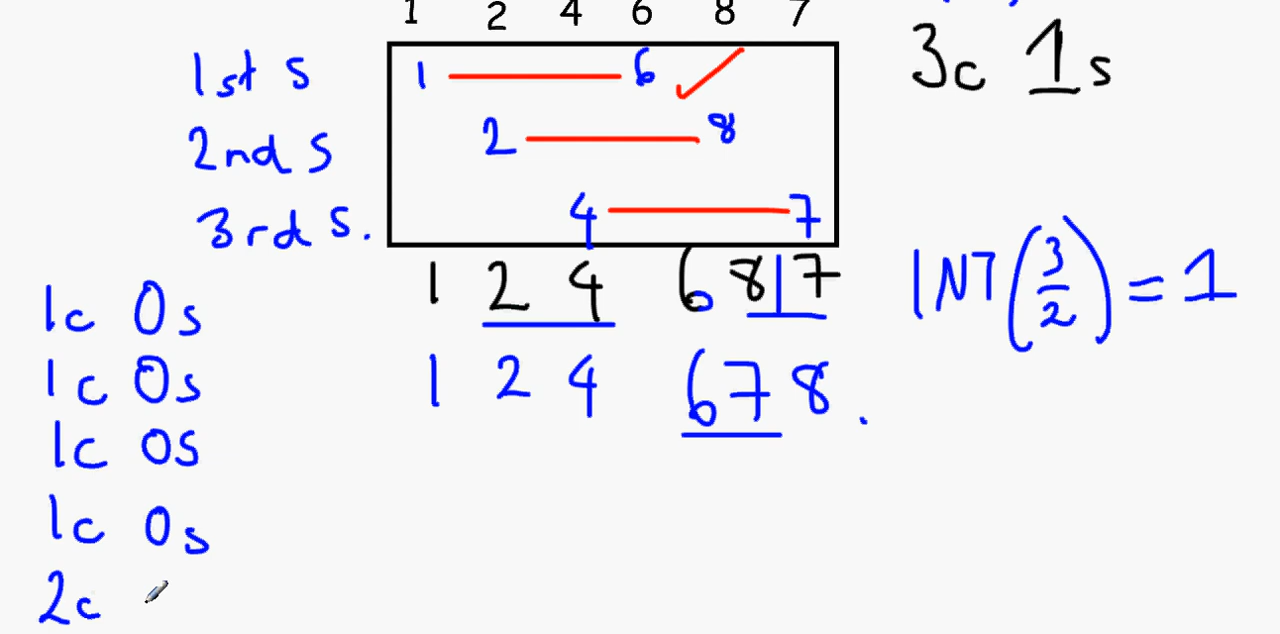 1 2 4 6 8 7
3c 1s
1st s 1 6
2nd s 2 8
3rd s. 4 7
1 2 4 6 8 7
INT(3/2) = 1
1c 0s
1 2 4 6 7 8.
1c 0s
1c 0s
1c 0s
2c